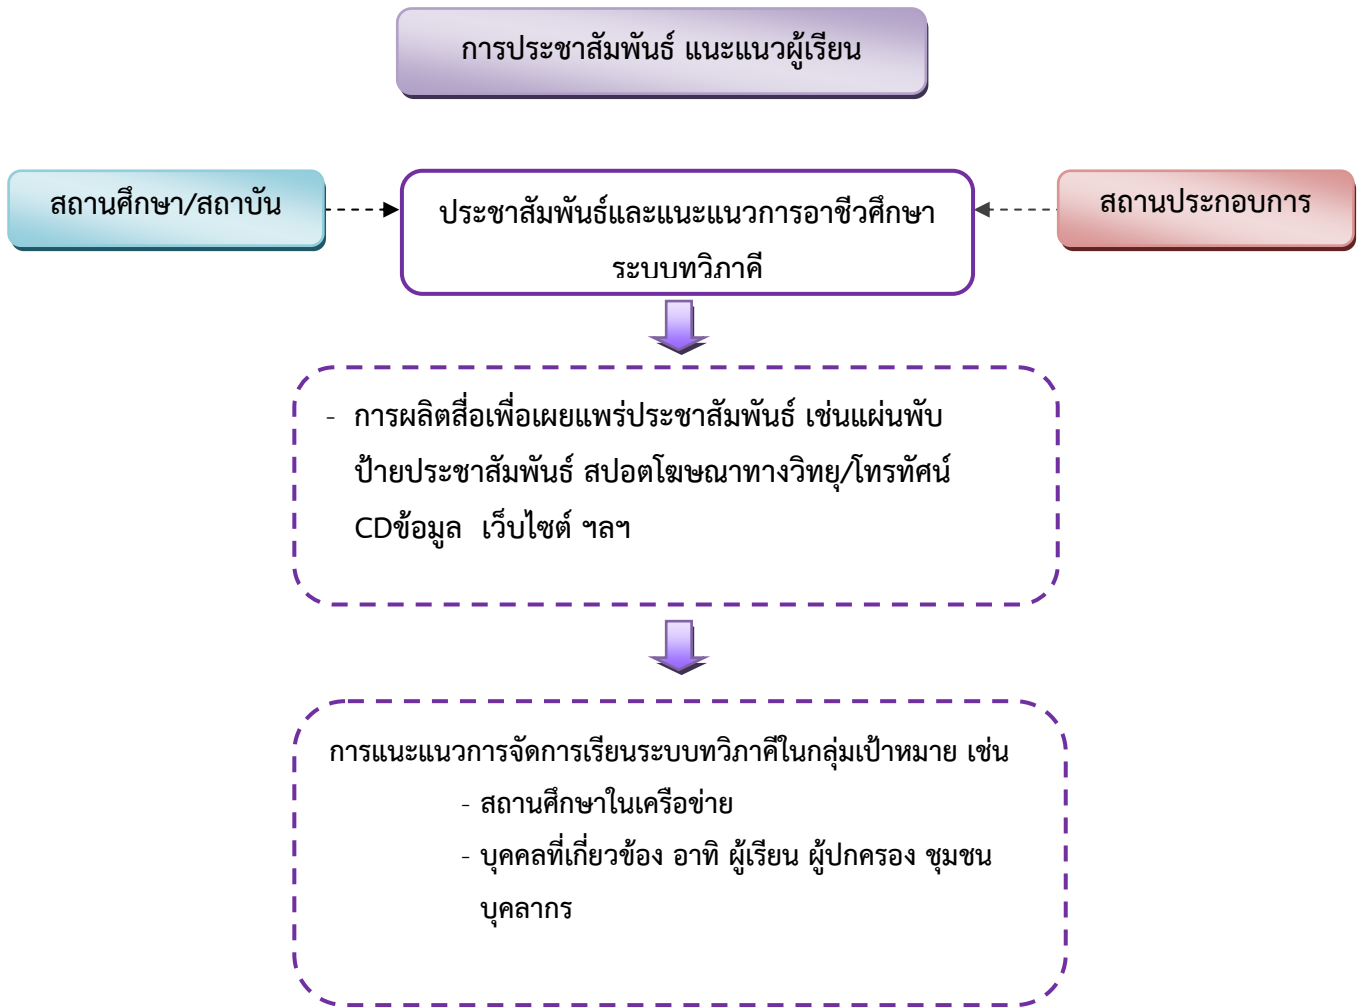 การประชาสัมพันธ์ แนะแนวผู้เรียน
สถานศึกษา/สถาบัน
ประชาสัมพันธ์และแนะแนวการอาชีวศึกษา
ระบบทวิภาคี
สถานประกอบการ
- การผลิตสื่อเพื่อเผยแพร่ประชาสัมพันธ์ เช่นแผ่นพับ
ป้ายประชาสัมพันธ์ สปอตโฆษณาทางวิทยุ/โทรทัศน์
CDข้อมูล เว็บไซต์ ฯลฯ
การแนะแนวการจัดการเรียนระบบทวิภาคีในกลุ่มเป้าหมาย เช่น
- สถานศึกษาในเครือข่าย
- บุคคลที่เกี่ยวข้อง อาทิ ผู้เรียน ผู้ปกครอง ชุมชน
บุคลากร